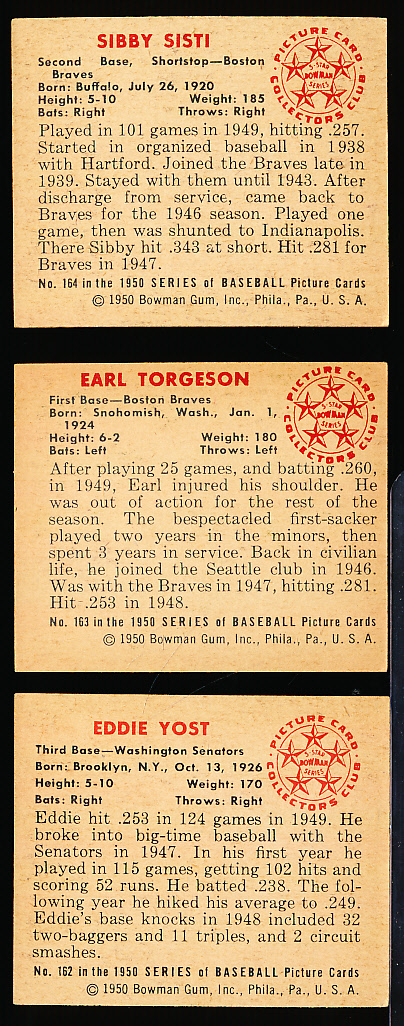 SIBBY SISTI
Second Base, Shortstop—Boston
Braves
Born: Buffalo, July 26, 1920
Height: 5-10 Weight: 185
Bats: Right Throws: Right
PICTURE CARD
5-STAR
BOWMAN
SERIES
COLLECTORS CLUB
Played in 101 games in 1949, hitting .257.
Started in organized baseball in 1938
with Hartford. Joined the Braves late in
1939. Stayed with them until 1943. After
discharge from service, came back to
Braves for the 1946 season. Played one
game, then was shunted to Indianapolis.
There Sibby hit .343 at short. Hit .281 for
Braves in 1947.
No. 164 in the 1950 SERIES of BASEBALL Picture Cards
© 1950 Bowman Gum, Inc., Phila., Pa., U. S. A.
EARL TORGESON
First Base—Boston Braves
Born: Snohomish, Wash., Jan. 1,
1924
Height: 6-2 Weight: 180
Bats: Left Throws: Left
PICTURE CARD
5-STAR
BOWMAN
SERIES
COLLECTORS CLUB
After playing 25 games, and batting .260,
in 1949, Earl injured his shoulder. He
was out of action for the rest of the
season. The bespectacled first-sacker
played two years in the minors, then
spent 3 years in service. Back in civilian
life, he joined the Seattle club in 1946.
Was with the Braves in 1947, hitting .281.
Hit .253 in 1948.
No. 163 in the 1950 SERIES of BASEBALL Picture Cards
© 1950 Bowman Gum, Inc., Phila., Pa., U. S. A.
EDDIE YOST
Third Base—Washington Senators
Born: Brooklyn, N.Y., Oct. 13, 1926
Height: 5-10 Weight: 170
Bats: Right Throws: Right
PICTURE CARD
5-STAR
BOWMAN
SERIES
COLLECTORS CLUB
Eddie hit .253 in 124 games in 1949. He
broke into big-time baseball with the
Senators in 1947. In his first year he
played in 115 games, getting 102 hits and
scoring 52 runs. He batted .238. The fol-
lowing year he hiked his average to .249.
Eddie's base knocks in 1948 included 32
two-baggers and 11 triples, and 2 circuit
smashes.
No. 162 in the 1950 SERIES of BASEBALL Picture Cards
© 1950 Bowman Gum, Inc., Phila., Pa., U. S. A.